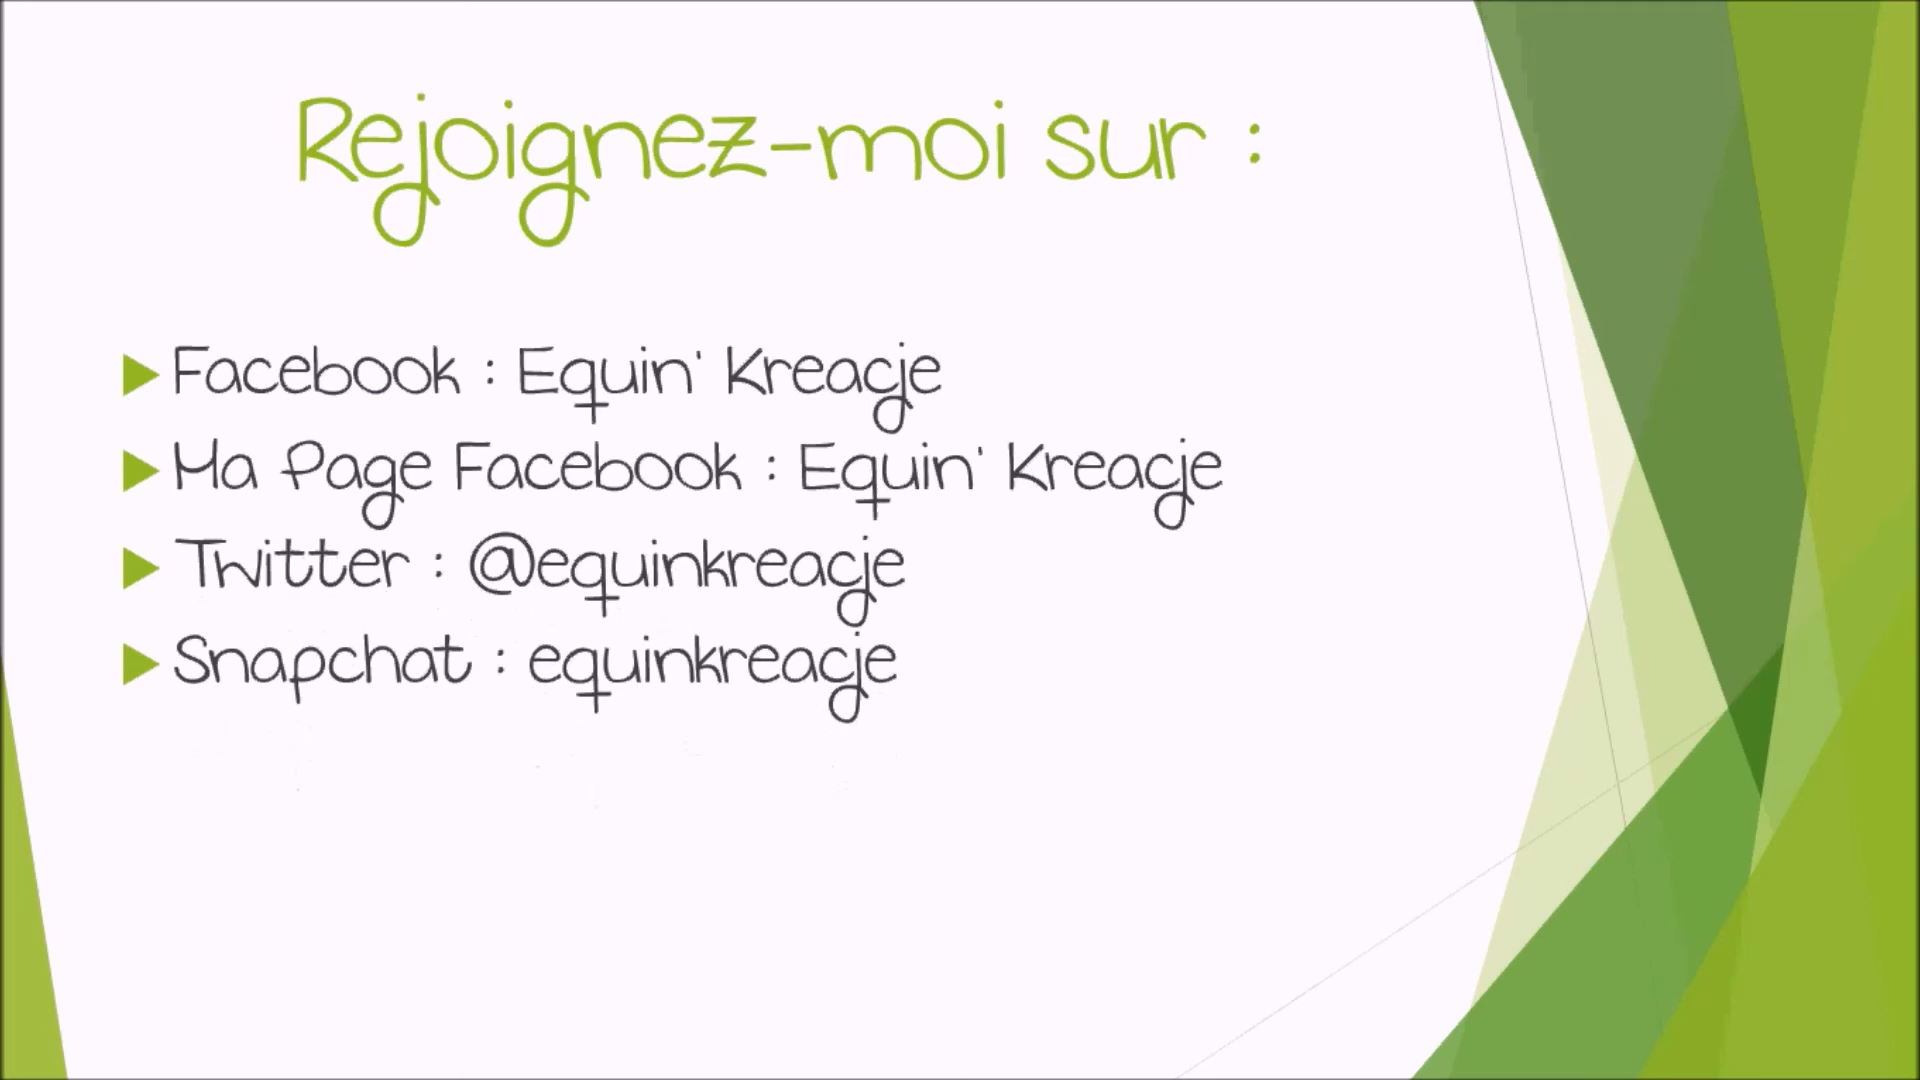 Rejoignez-moi sur :
Facebook : Equin' Kreacje
Ma Page Facebook : Equin' Kreacje
Twitter : @equinkreacje
Snapchat : equinkreacje